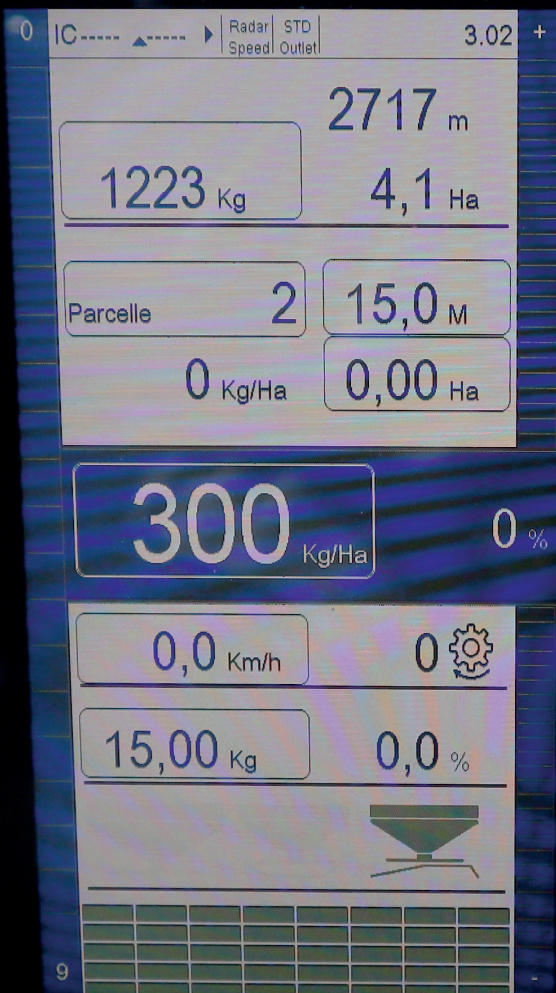 0 IC----- ----- Radar Speed STD Outlet 3.02 +
2717 m
1223 Kg 4,1 Ha
Parcelle 2 15,0 M
0 Kg/Ha 0,00 Ha
300 Kg/Ha 0 %
0,0 Km/h 0
15,00 Kg 0,0 %
9 -